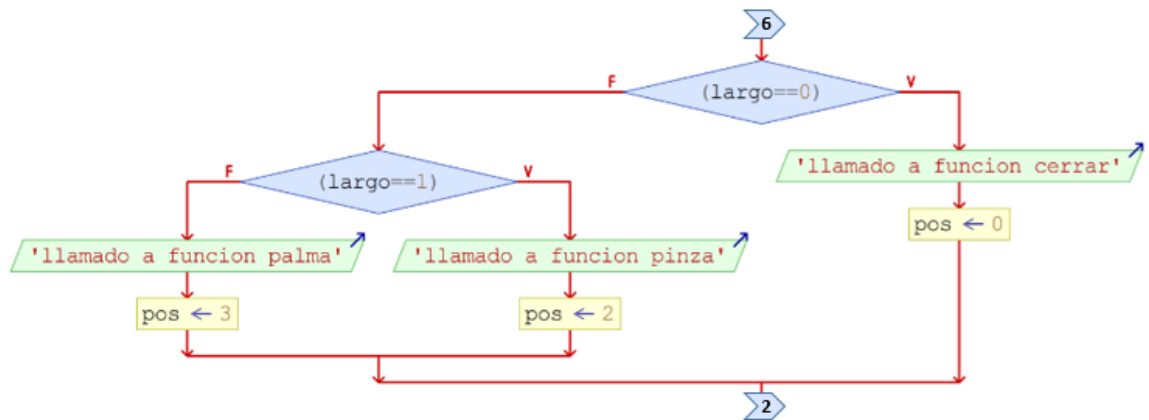 6
F
(largo==0)
V
F
(largo==1)
V
'llamado a funcion cerrar'
pos ← 0
'llamado a funcion palma'
'llamado a funcion pinza'
pos ← 3
pos ← 2
2